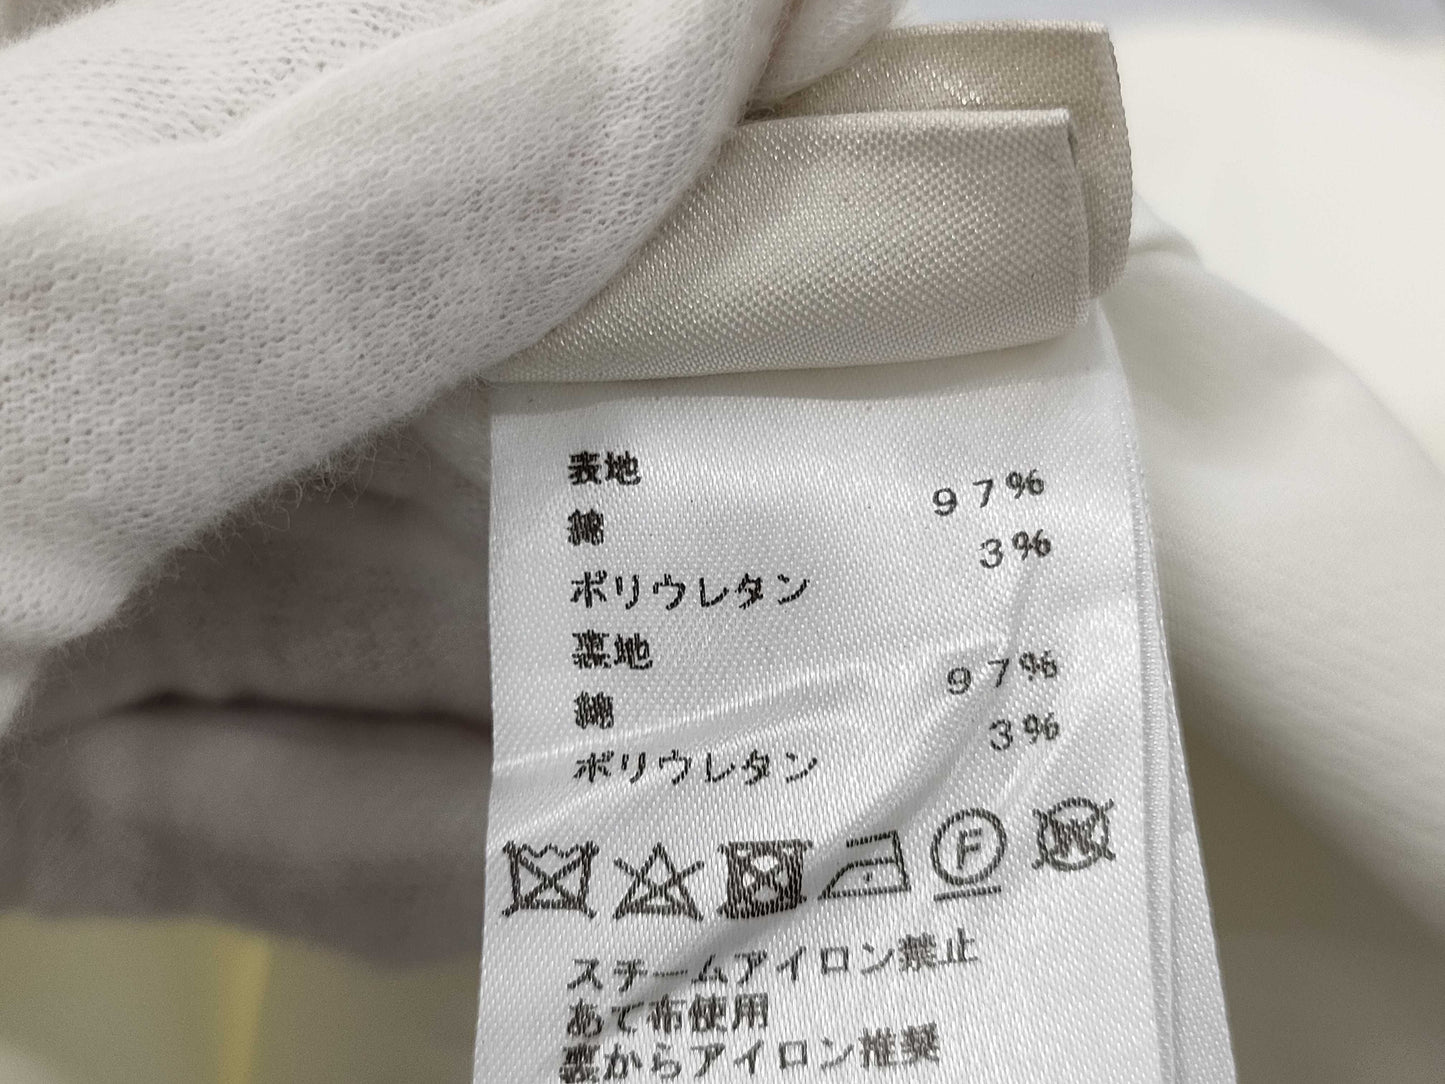 表地
綿 97%
ポリウレタン 3%
裏地
綿 97%
ポリウレタン 3%
F W
スチームアイロン禁止
あて布使用
裏からアイロン推奨